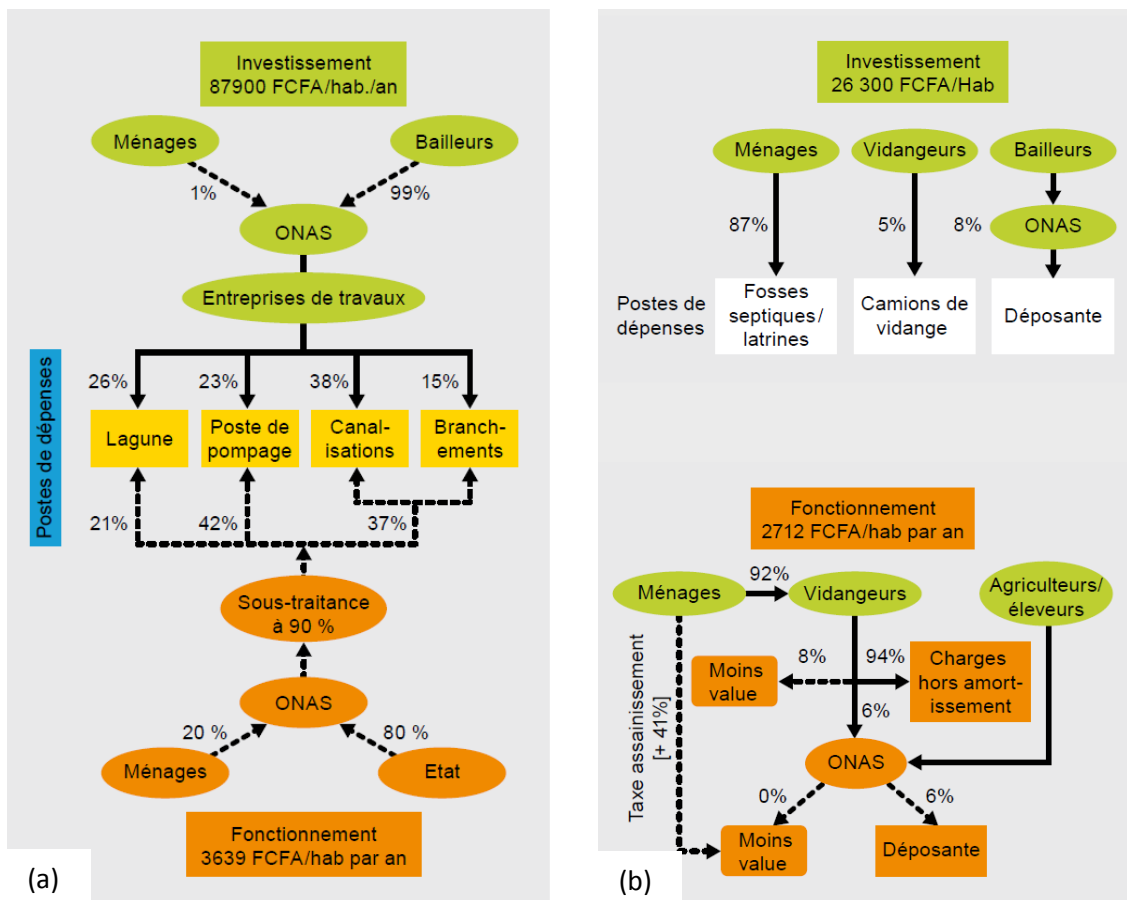 Investissement
87900 FCFA/hab./an
Ménages
Bailleurs
1%
99%
ONAS
Entreprises de travaux
Postes de dépenses
26%
23%
38%
15%
Lagune
Poste de
pompage
Canal-
isations
Branch-
ements
21%
42%
37%
Sous-traitance
à 90 %
ONAS
20 %
80 %
Ménages
Etat
Fonctionnement
3639 FCFA/hab par an
(a)
Investissement
26 300 FCFA/Hab
Ménages
Vidangeurs
Bailleurs
87%
5%
8%
ONAS
Postes de
dépenses
Fosses
septiques/
latrines
Camions de
vidange
Déposante
Fonctionnement
2712 FCFA/hab par an
Ménages
92%
Vidangeurs
Agriculteurs/
éleveurs
Taxe assainissement
[+ 41%]
Moins
value
8%
94%
Charges
hors amort-
issement
6%
ONAS
0%
6%
Moins
value
Déposante
(b)